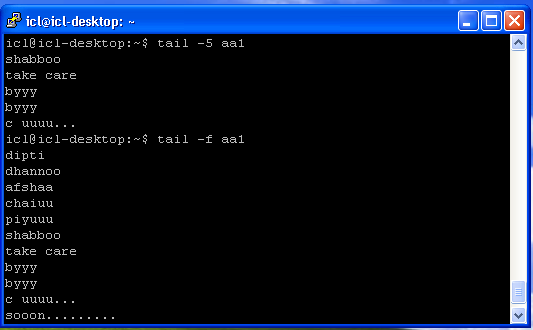 icl@icl-desktop: ~
icl@icl-desktop:~$ tail -5 aa1
shabboo
take care
byyy
byyy
c uuuu...
icl@icl-desktop:~$ tail -f aa1
dipti
dhannoo
afshaa
chaiuu
piyuuu
shabboo
take care
byyy
byyy
c uuuu...
sooon.........